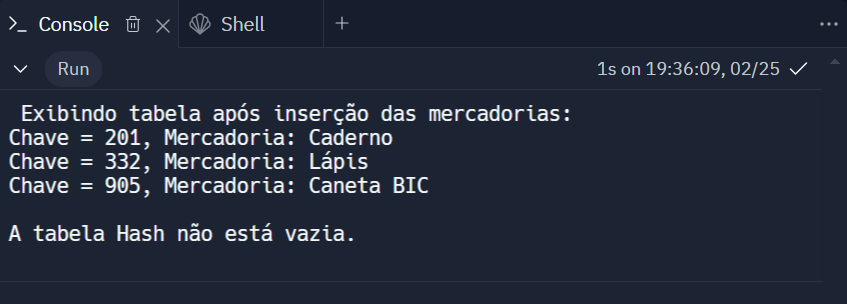 Console Shell
Run 1s on 19:36:09, 02/25
Exibindo tabela após inserção das mercadorias:
Chave = 201, Mercadoria: Caderno
Chave = 332, Mercadoria: Lápis
Chave = 905, Mercadoria: Caneta BIC
A tabela Hash não está vazia.